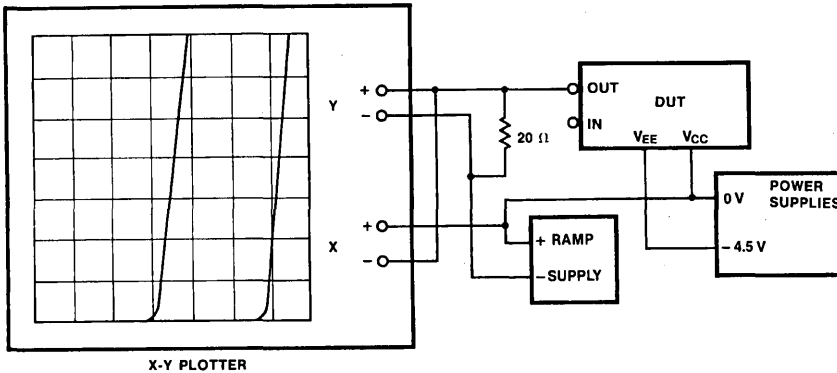 Y
+
−
X
+
−
20 Ω
OUT
IN
DUT
VEE
VCC
+ RAMP
− SUPPLY
0 V
− 4.5 V
POWER
SUPPLIES
X-Y PLOTTER